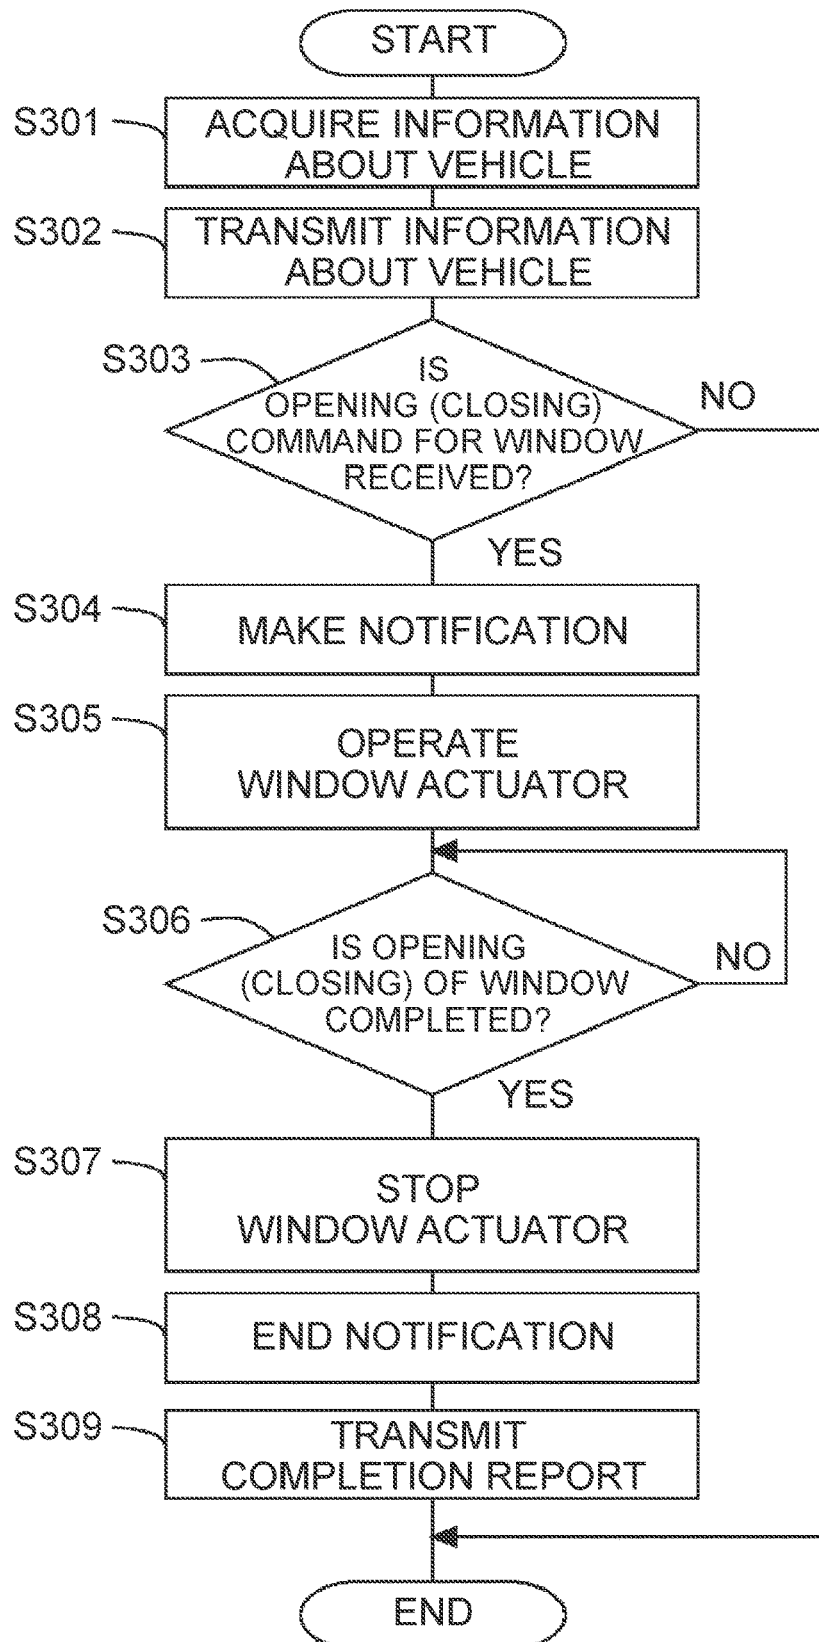 START
S301
ACQUIRE INFORMATION
ABOUT VEHICLE
S302
TRANSMIT INFORMATION
ABOUT VEHICLE
S303
IS
OPENING (CLOSING)
COMMAND FOR WINDOW
RECEIVED?
NO
YES
S304
MAKE NOTIFICATION
S305
OPERATE
WINDOW ACTUATOR
S306
IS OPENING
(CLOSING) OF WINDOW
COMPLETED?
NO
YES
S307
STOP
WINDOW ACTUATOR
S308
END NOTIFICATION
S309
TRANSMIT
COMPLETION REPORT
END